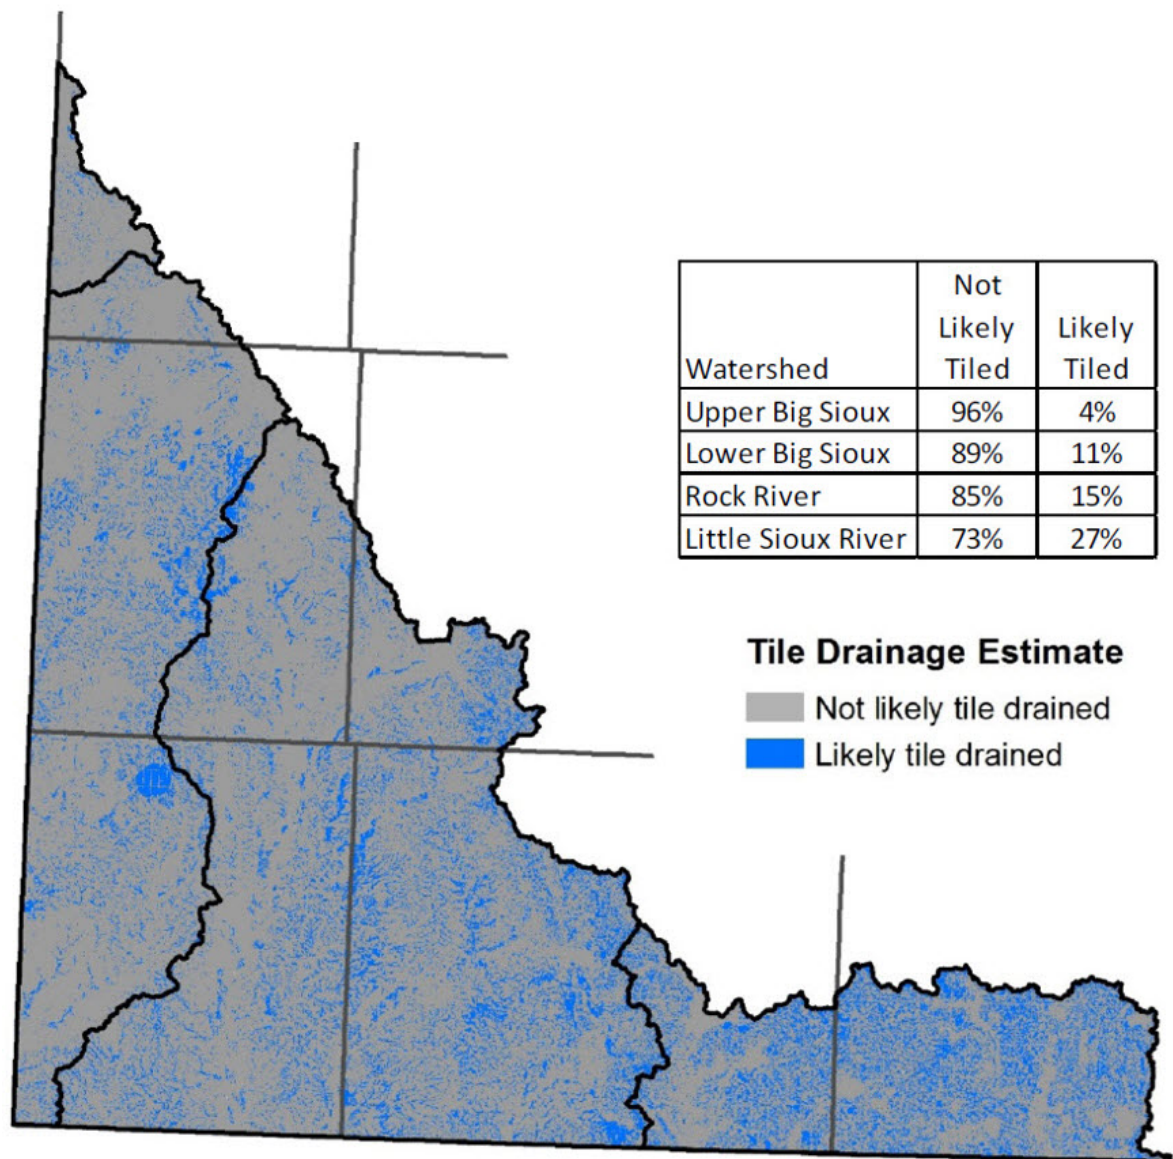 Not
Likely Likely
Watershed Tiled Tiled
Upper Big Sioux 96% 4%
Lower Big Sioux 89% 11%
Rock River 85% 15%
Little Sioux River 73% 27%
Tile Drainage Estimate
Not likely tile drained
Likely tile drained